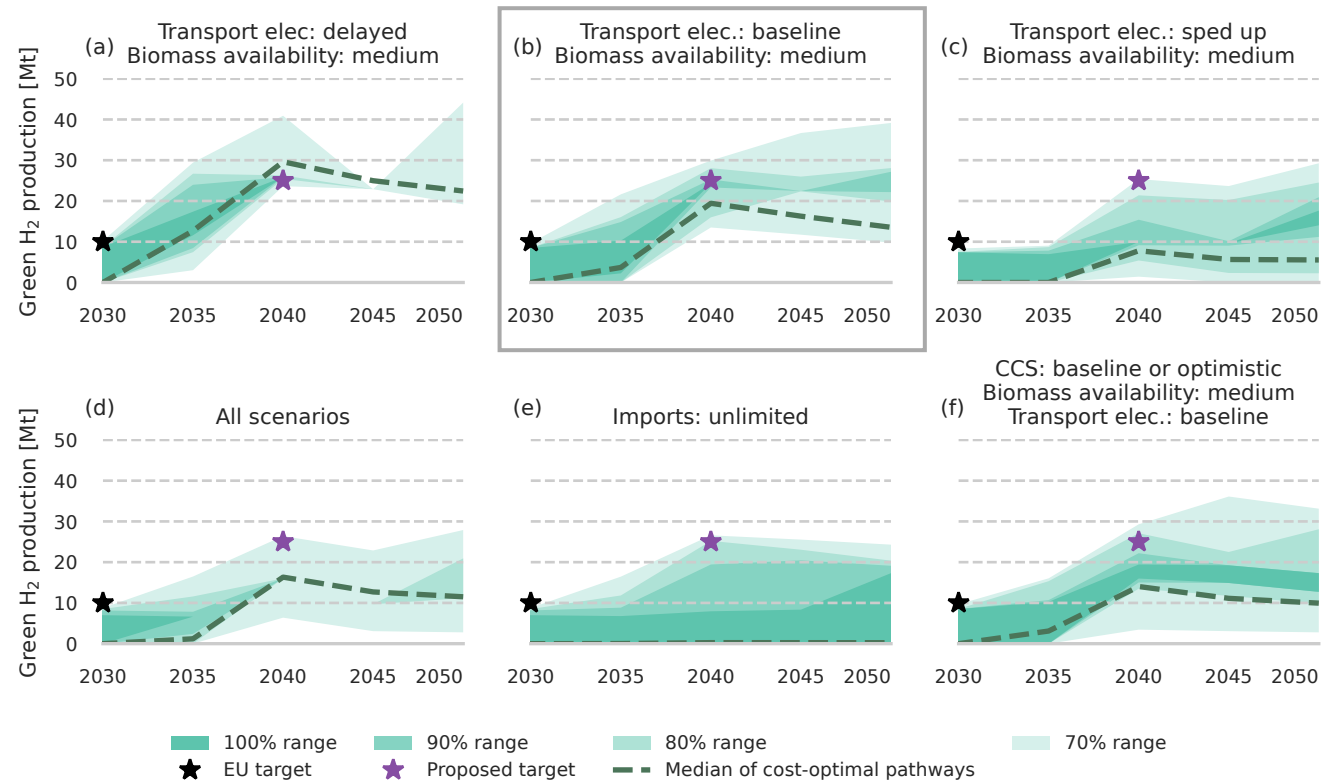 (a)
Transport elec: delayed
Biomass availability: medium
(b)
Transport elec.: baseline
Biomass availability: medium
(c)
Transport elec.: sped up
Biomass availability: medium
Green H2 production [Mt]
50
40
30
20
10
0
2030 2035 2040 2045 2050
2030 2035 2040 2045 2050
2030 2035 2040 2045 2050
(d)
All scenarios
(e)
Imports: unlimited
(f)
CCS: baseline or optimistic
Biomass availability: medium
Transport elec.: baseline
Green H2 production [Mt]
50
40
30
20
10
0
2030 2035 2040 2045 2050
2030 2035 2040 2045 2050
2030 2035 2040 2045 2050
100% range 90% range 80% range 70% range
EU target Proposed target Median of cost-optimal pathways